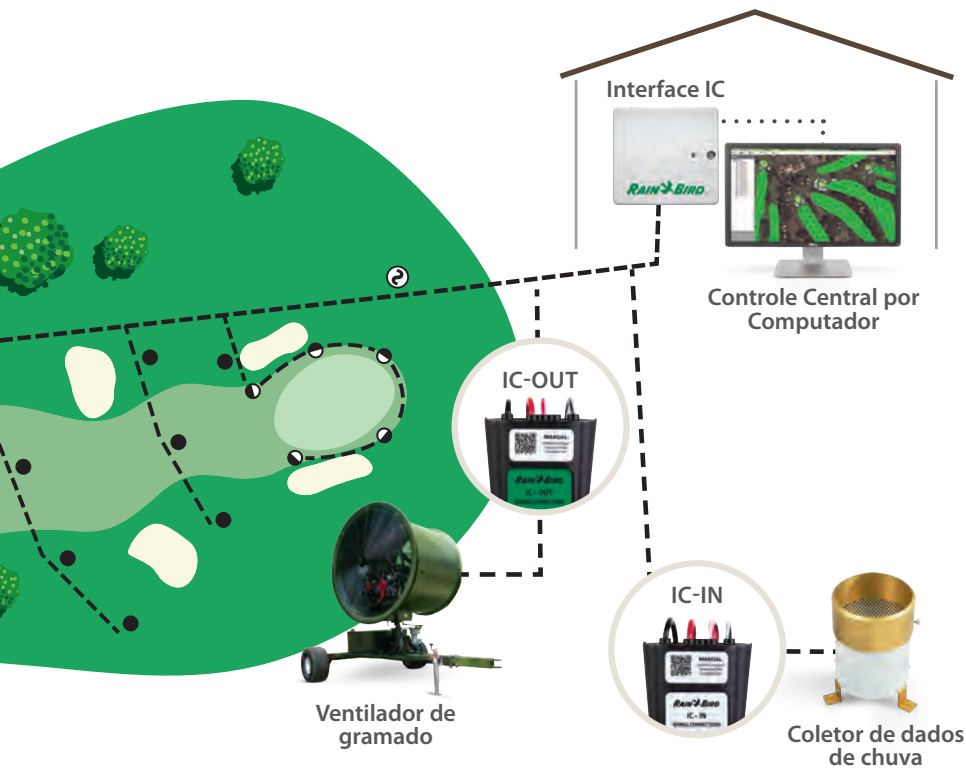 Interface IC
RAIN BIRD
Controle Central por
Computador
IC-OUT
MANUAL
RAIN BIRD
IC-OUT
IC-IN
MANUAL
RAIN BIRD
IC-IN
Ventilador de
gramado
Coletor de dados
de chuva